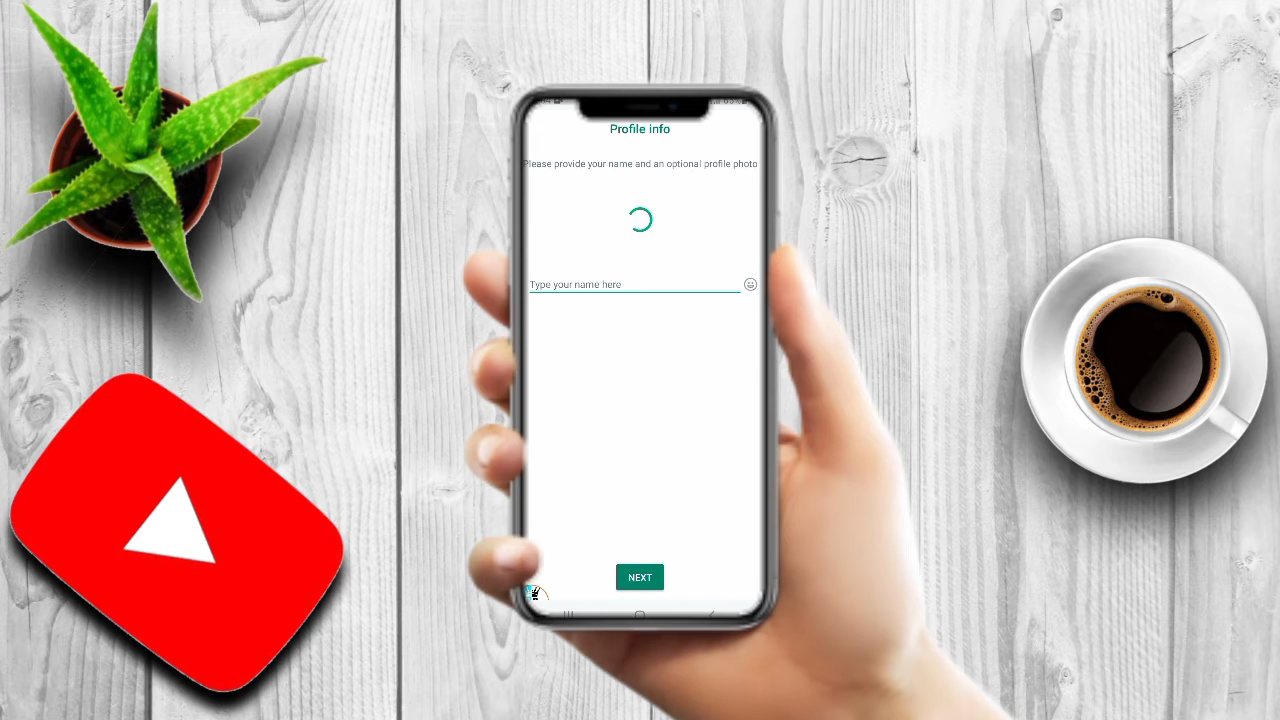 Profile info
Please provide your name and an optional profile photo
Type your name here
NEXT